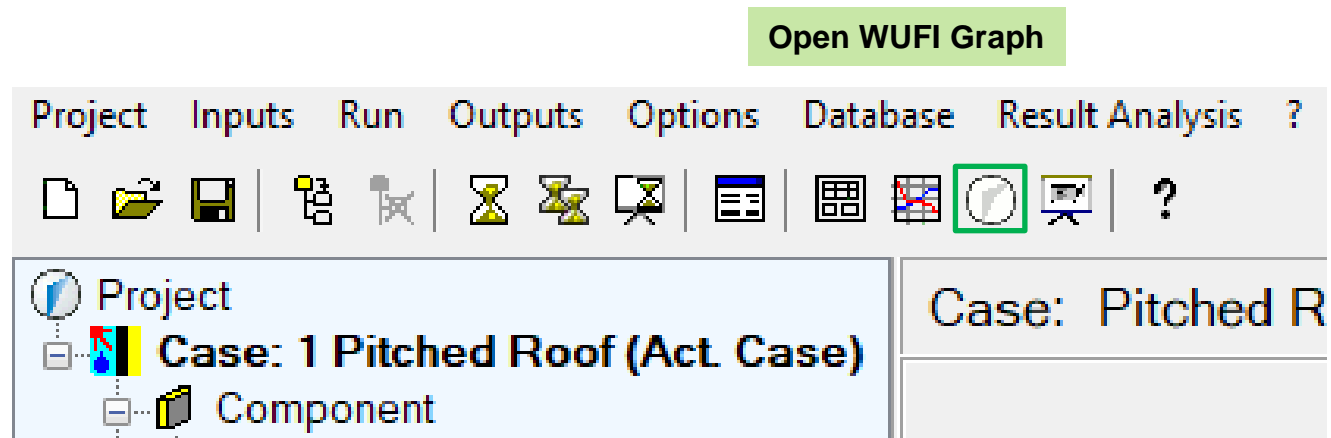 Open WUFI Graph
Project Inputs Run Outputs Options Database Result Analysis ?
?
Project
Case: Pitched R
Case: 1 Pitched Roof (Act. Case)
Component